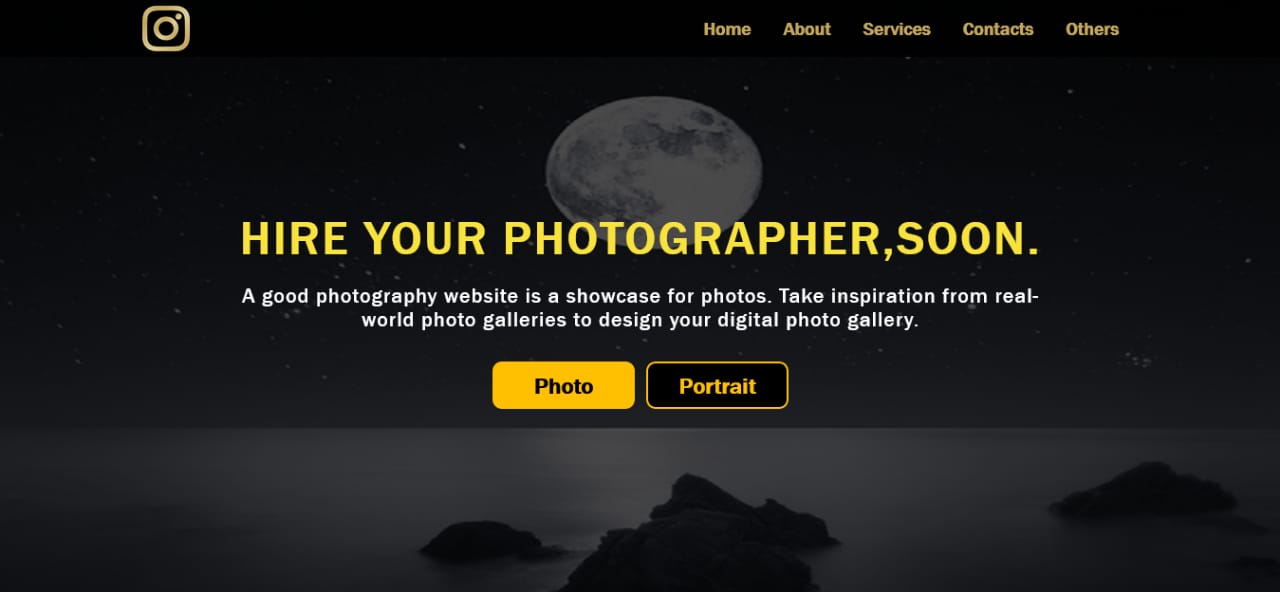 Home About Services Contacts Others
HIRE YOUR PHOTOGRAPHER,SOON.
A good photography website is a showcase for photos. Take inspiration from real-
world photo galleries to design your digital photo gallery.
Photo Portrait